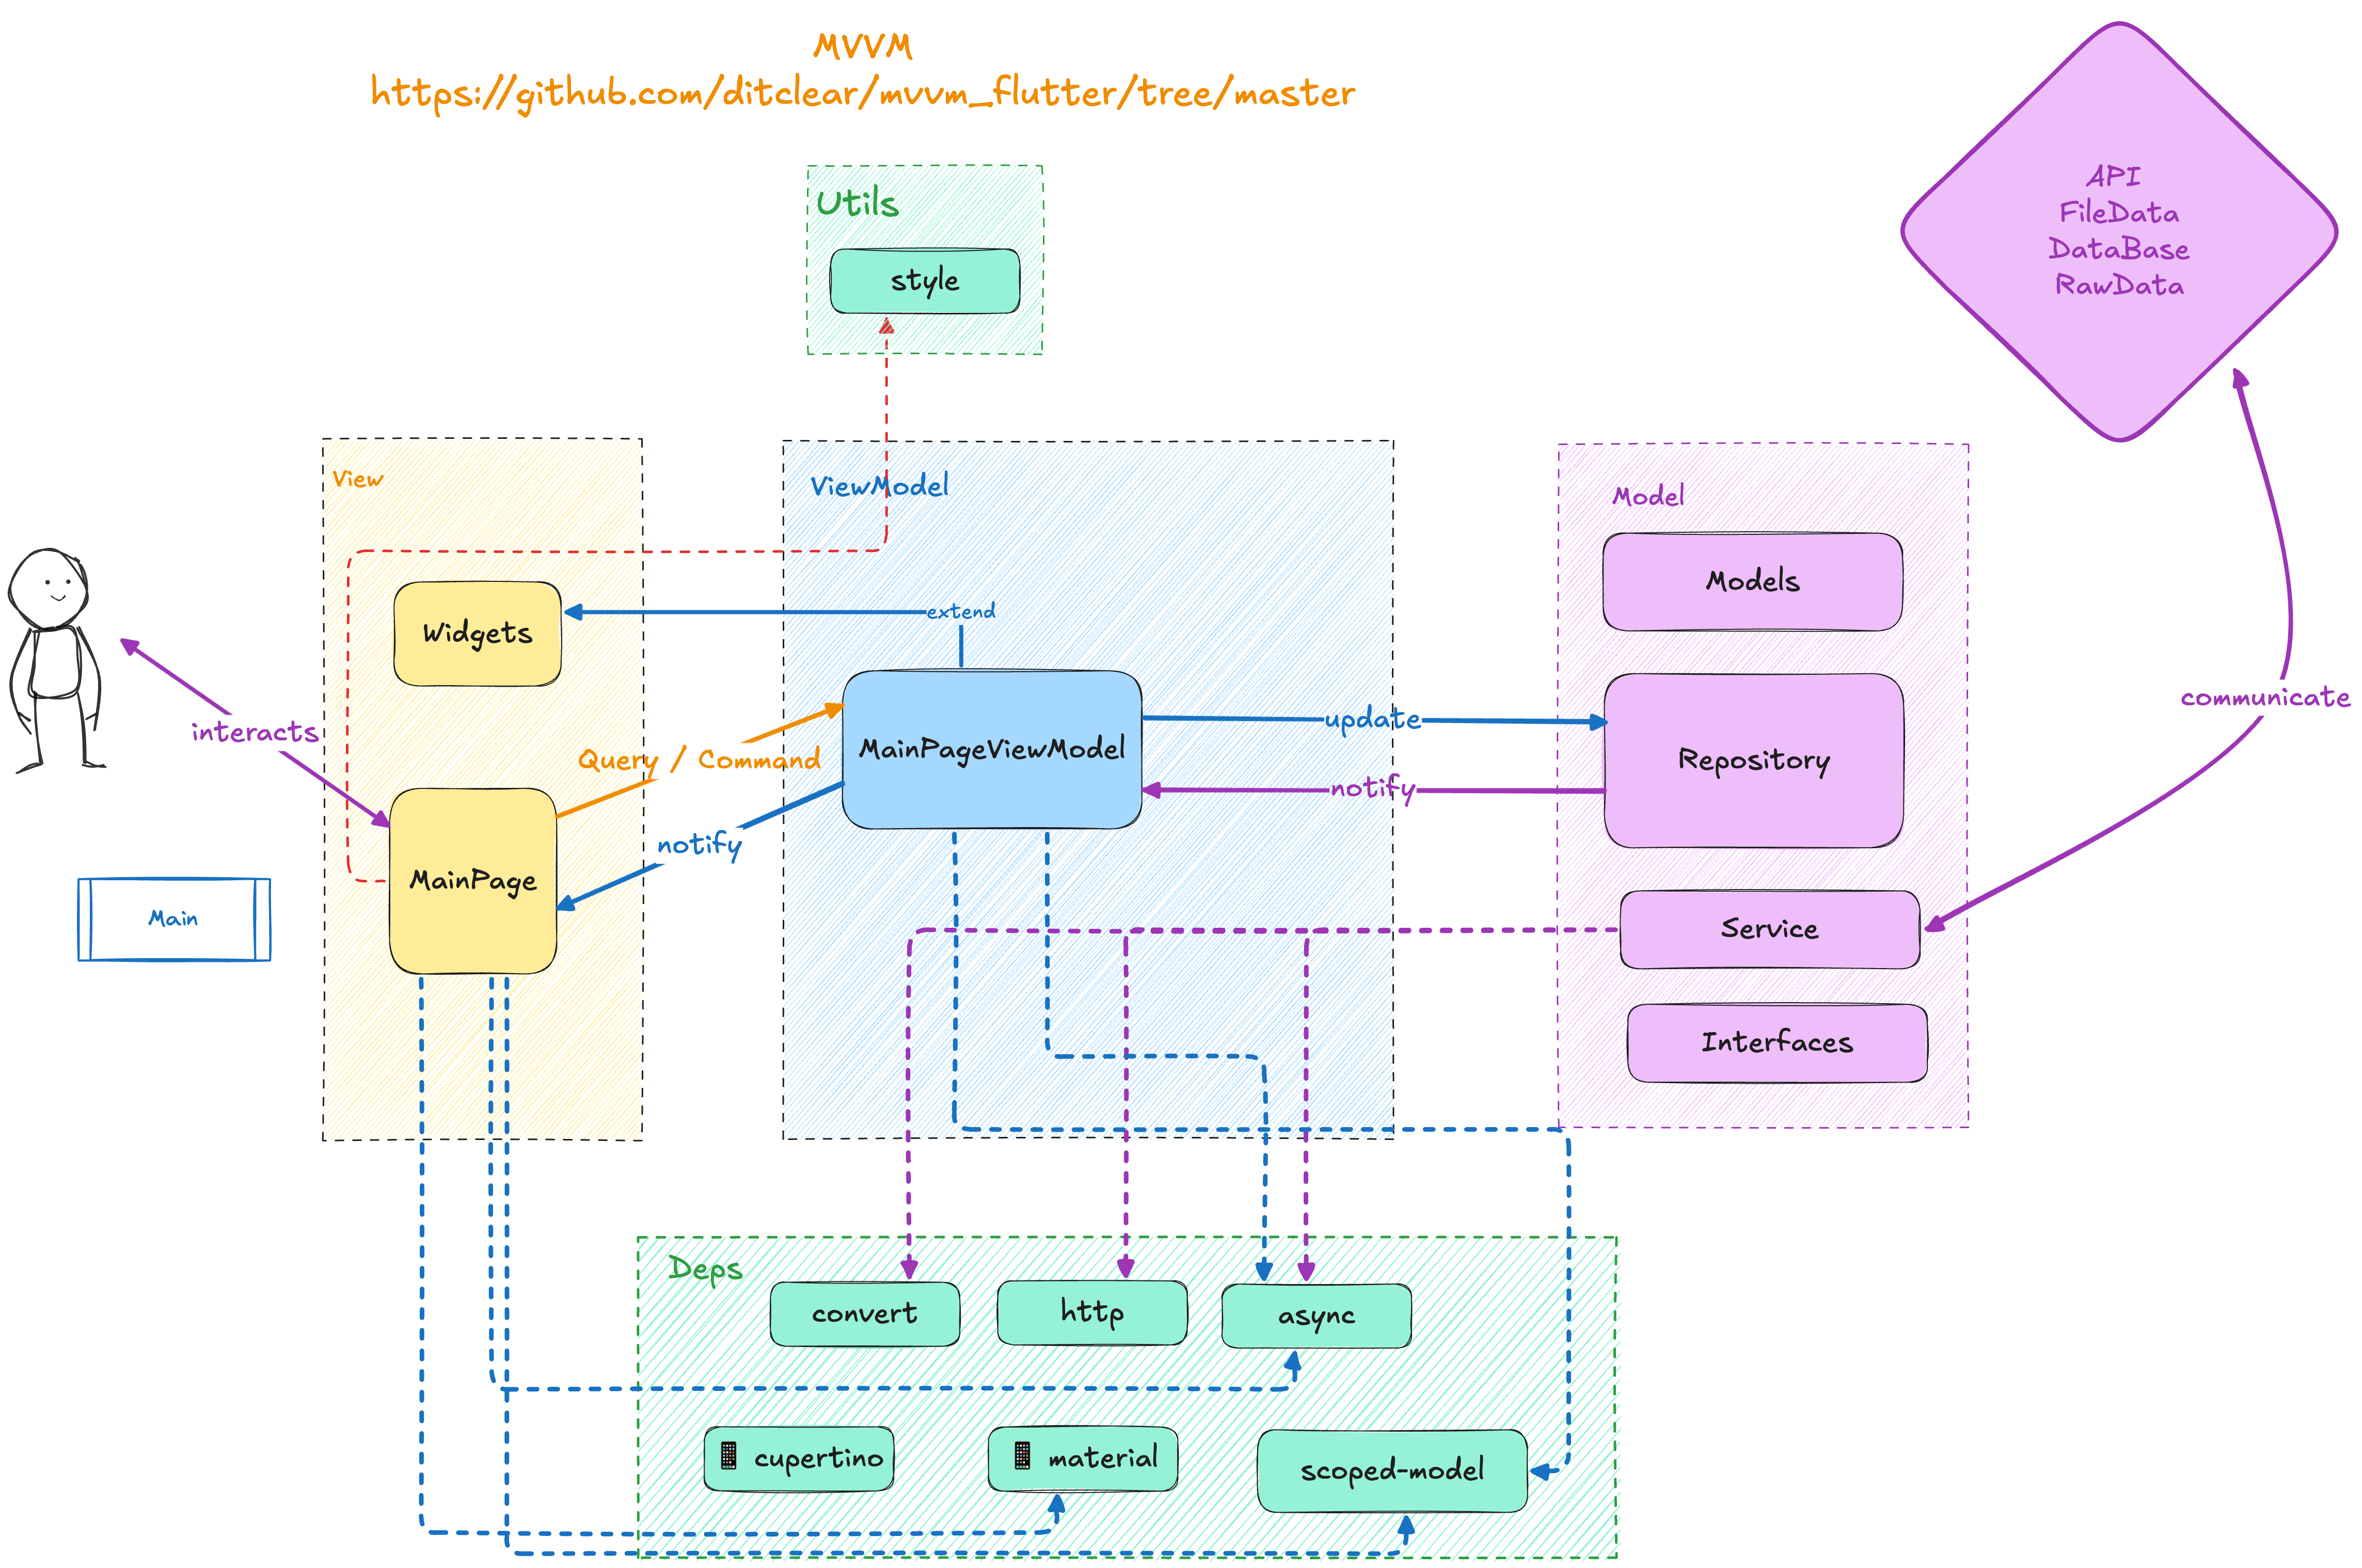 MVVM
https://github.com/ditclear/mvvm_flutter/tree/master
API
FileData
DataBase
RawData
Utils
style
View
ViewModel
Model
Models
Widgets
extend
communicate
interacts
Query / Command
MainPageViewModel
update
Repository
notify
notify
MainPage
Main
Service
Interfaces
Deps
convert
http
async
cupertino
material
scoped-model